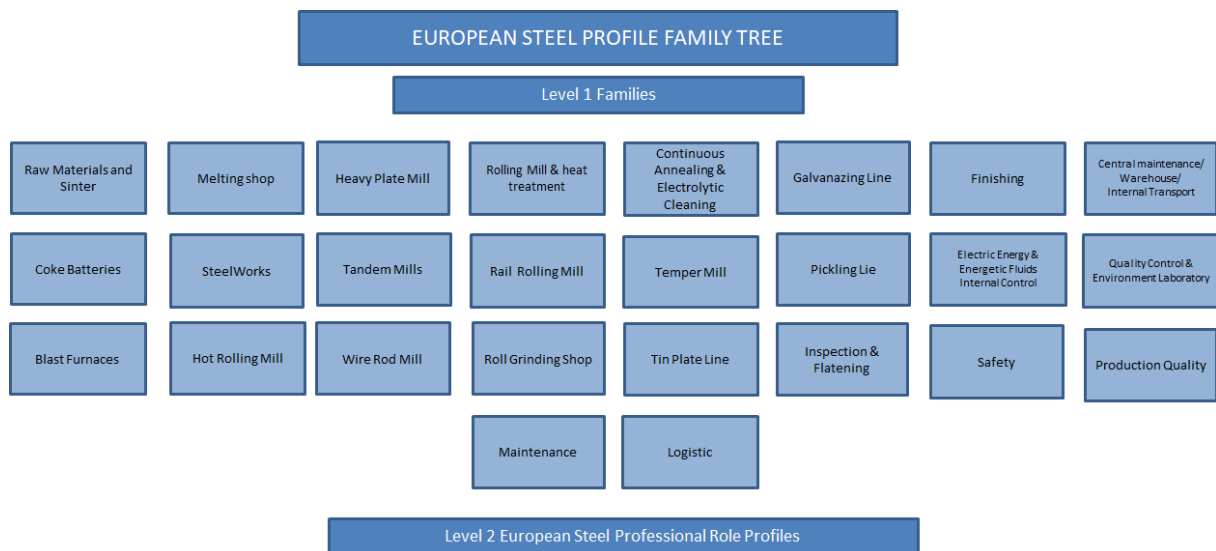 EUROPEAN STEEL PROFILE FAMILY TREE
Level 1 Families
Raw Materials and
Sinter
Melting shop
Heavy Plate Mill
Rolling Mill & heat
treatment
Continuous
Annealing &
Electrolytic
Cleaning
Galvanazing Line
Finishing
Central maintenance/
Warehouse/
Internal Transport
Coke Batteries
SteelWorks
Tandem Mills
Rail Rolling Mill
Temper Mill
Pickling Lie
Electric Energy &
Energetic Fluids
Internal Control
Quality Control &
Environment Laboratory
Blast Furnaces
Hot Rolling Mill
Wire Rod Mill
Roll Grinding Shop
Tin Plate Line
Inspection &
Flatening
Safety
Production Quality
Maintenance
Logistic
Level 2 European Steel Professional Role Profiles